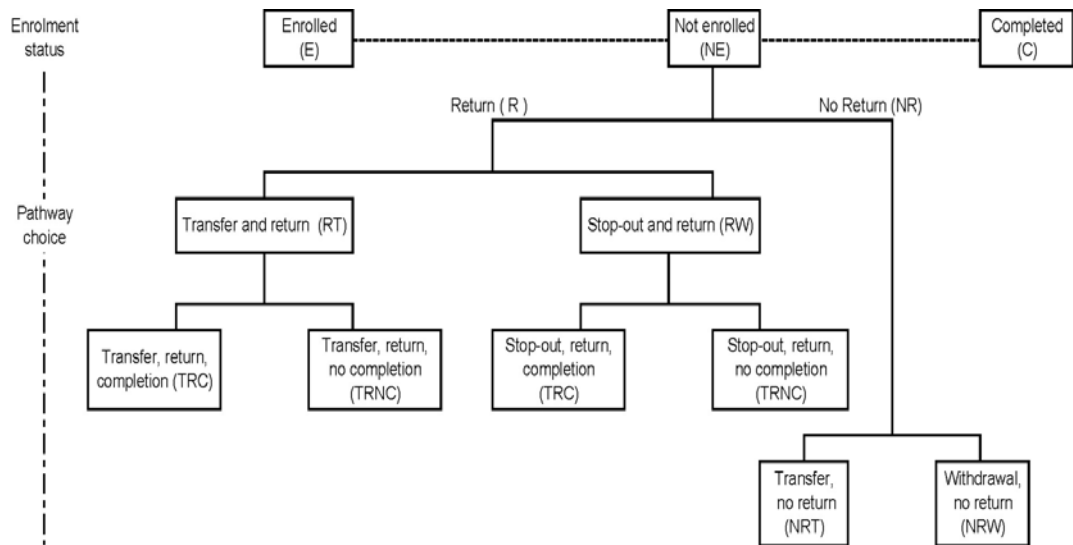 Enrolment
status
Enrolled
(E)
Not enrolled
(NE)
Completed
(C)
Return ( R )
No Return (NR)
Pathway
choice
Transfer and return (RT)
Stop-out and return (RW)
Transfer, return,
completion (TRC)
Transfer, return,
no completion
(TRNC)
Stop-out, return,
completion
(TRC)
Stop-out, return,
no completion
(TRNC)
Transfer,
no return
(NRT)
Withdrawal,
no return
(NRW)